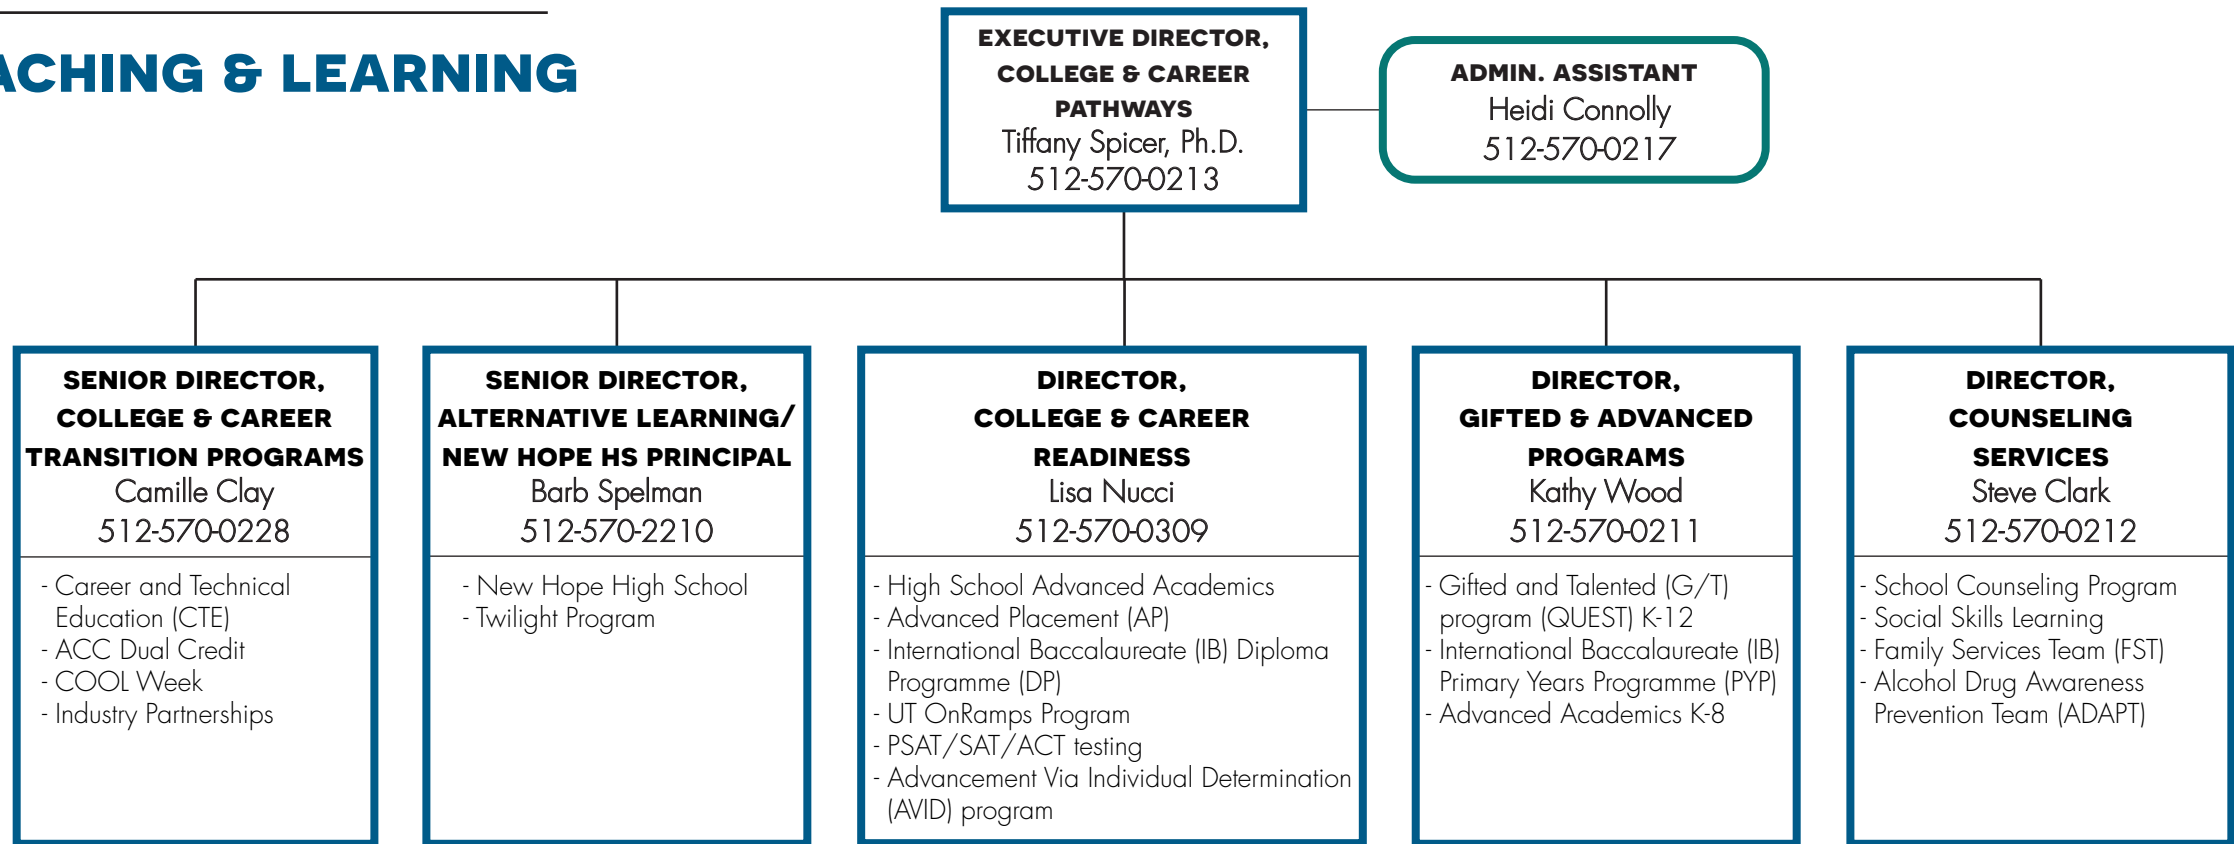 ACHING & LEARNING
EXECUTIVE DIRECTOR,
COLLEGE & CAREER
PATHWAYS
Tiffany Spicer, Ph.D.
512-570-0213
ADMIN. ASSISTANT
Heidi Connolly
512-570-0217
SENIOR DIRECTOR,
COLLEGE & CAREER
TRANSITION PROGRAMS
Camille Clay
512-570-0228
- Career and Technical
Education (CTE)
- ACC Dual Credit
- COOL Week
- Industry Partnerships
SENIOR DIRECTOR,
ALTERNATIVE LEARNING/
NEW HOPE HS PRINCIPAL
Barb Spelman
512-570-2210
- New Hope High School
- Twilight Program
DIRECTOR,
COLLEGE & CAREER
READINESS
Lisa Nucci
512-570-0309
- High School Advanced Academics
- Advanced Placement (AP)
- International Baccalaureate (IB) Diploma
Programme (DP)
- UT OnRamps Program
- PSAT/SAT/ACT testing
- Advancement Via Individual Determination
(AVID) program
DIRECTOR,
GIFTED & ADVANCED
PROGRAMS
Kathy Wood
512-570-0211
- Gifted and Talented (G/T)
program (QUEST) K-12
- International Baccalaureate (IB)
Primary Years Programme (PYP)
- Advanced Academics K-8
DIRECTOR,
COUNSELING
SERVICES
Steve Clark
512-570-0212
- School Counseling Program
- Social Skills Learning
- Family Services Team (FST)
- Alcohol Drug Awareness
Prevention Team (ADAPT)